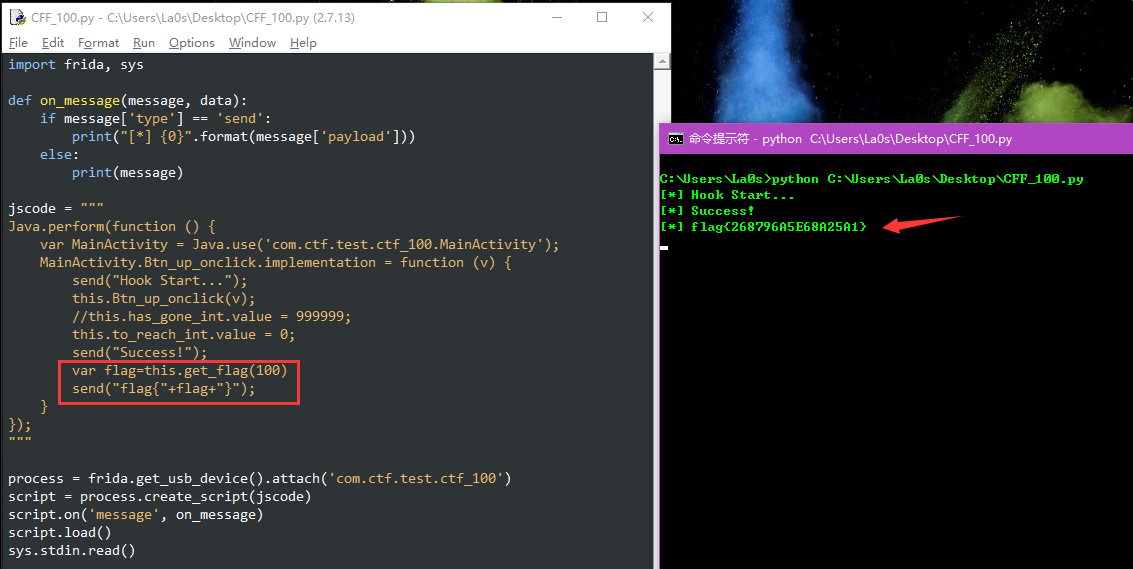 CFF_100.py - C:\Users\La0s\Desktop\CFF_100.py (2.7.13)
File Edit Format Run Options Window Help
import frida, sys
def on_message(message, data):
    if message['type'] == 'send':
        print("[*] {0}".format(message['payload']))
    else:
        print(message)
jscode = """
Java.perform(function () {
    var MainActivity = Java.use('com.ctf.test.ctf_100.MainActivity');
    MainActivity.Btn_up_onclick.implementation = function (v) {
        send("Hook Start...");
        this.Btn_up_onclick(v);
        //this.has_gone_int.value = 999999;
        this.to_reach_int.value = 0;
        send("Success!");
        var flag=this.get_flag(100)
        send("flag{"+flag+"}");
    }
});
"""
process = frida.get_usb_device().attach('com.ctf.test.ctf_100')
script = process.create_script(jscode)
script.on('message', on_message)
script.load()
sys.stdin.read()
命令提示符 - python  C:\Users\La0s\Desktop\CFF_100.py
C:\Users\La0s>python C:\Users\La0s\Desktop\CFF_100.py
[*] Hook Start...
[*] Success!
[*] flag{268796A5E68A25A1}